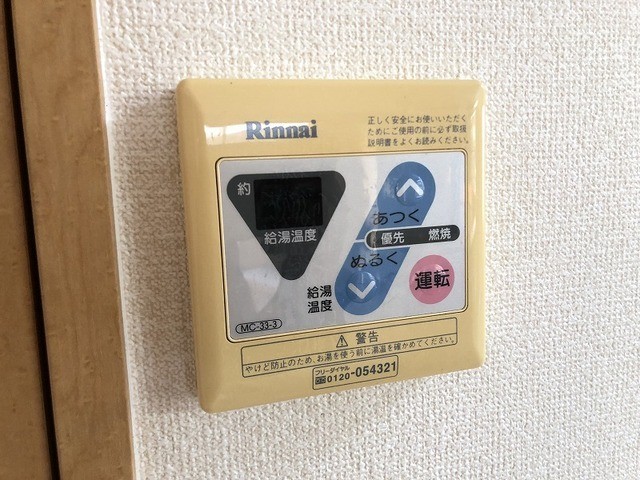 Rinnai
正しく安全にお使いいただく
ためにご使用の前に必ず取扱
説明書をよくお読みください。
約
給湯温度
あつく
優先 燃焼
ぬるく
給湯
温度
運転
MC-33-3
警告
やけど防止のため、お湯を使う前に湯温を確かめてください。
フリーダイヤル
0120-054321